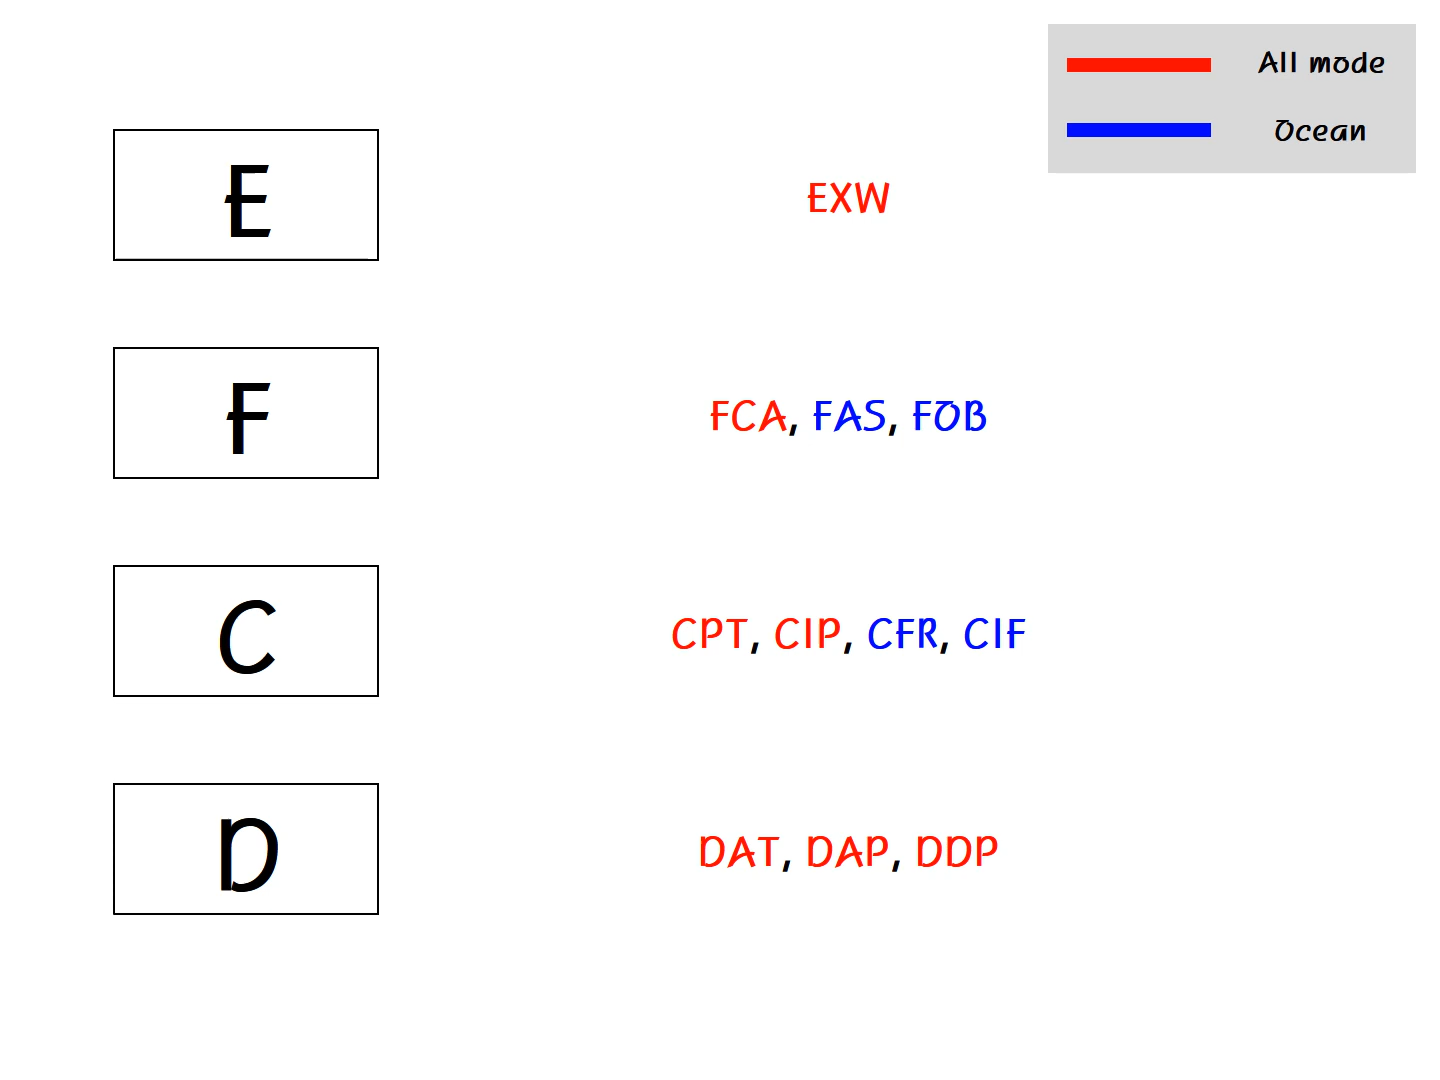 All mode
Ocean
E
EXW
F
FCA, FAS, FOB
C
CPT, CIP, CFR, CIF
D
DAT, DAP, DDP